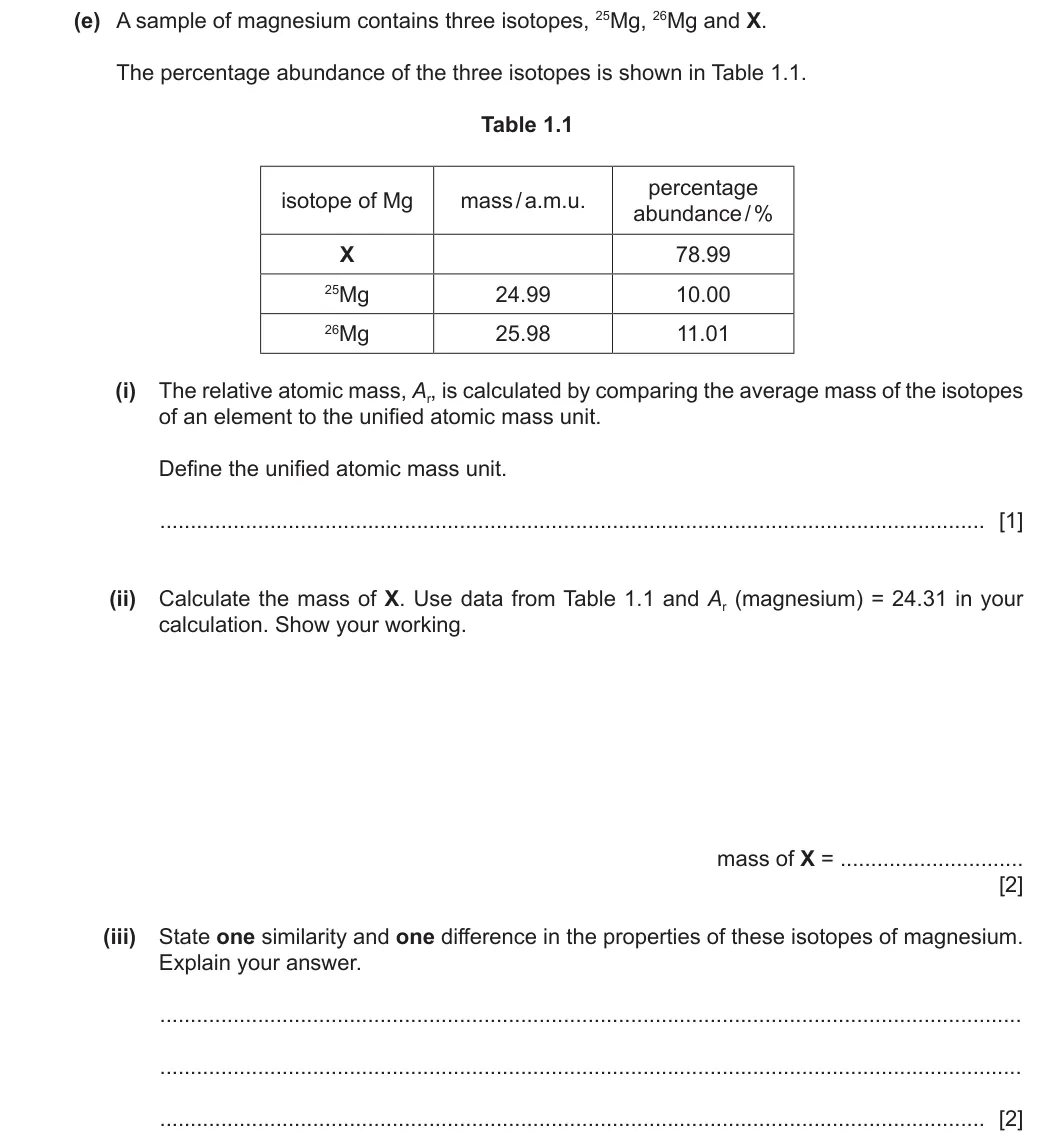 (e) A sample of magnesium contains three isotopes, ²⁵Mg, ²⁶Mg and X.
The percentage abundance of the three isotopes is shown in Table 1.1.
Table 1.1
isotope of Mg mass/a.m.u. percentage abundance/%
X 78.99
²⁵Mg 24.99 10.00
²⁶Mg 25.98 11.01
(i) The relative atomic mass, Aᵣ, is calculated by comparing the average mass of the isotopes
of an element to the unified atomic mass unit.
Define the unified atomic mass unit.
.......................................................................................................................................... [1]
(ii) Calculate the mass of X. Use data from Table 1.1 and Aᵣ (magnesium) = 24.31 in your
calculation. Show your working.
mass of X = ..............................
[2]
(iii) State one similarity and one difference in the properties of these isotopes of magnesium.
Explain your answer.
................................................................................................................................................
................................................................................................................................................
.......................................................................................................................................... [2]